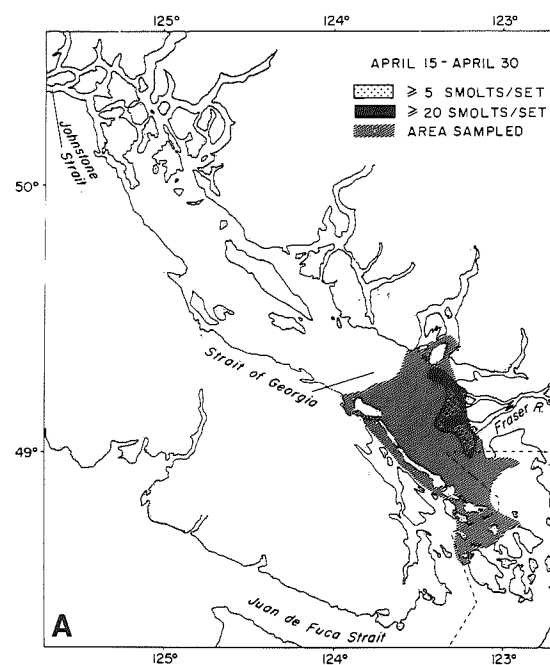 125° 124° 123°
APRIL 15 - APRIL 30
≥ 5 SMOLTS/SET
≥ 20 SMOLTS/SET
AREA SAMPLED
Johnstone
Strait
50°
Strait of Georgia
Fraser R.
49°
Juan de Fuca Strait
A
125° 124° 123°